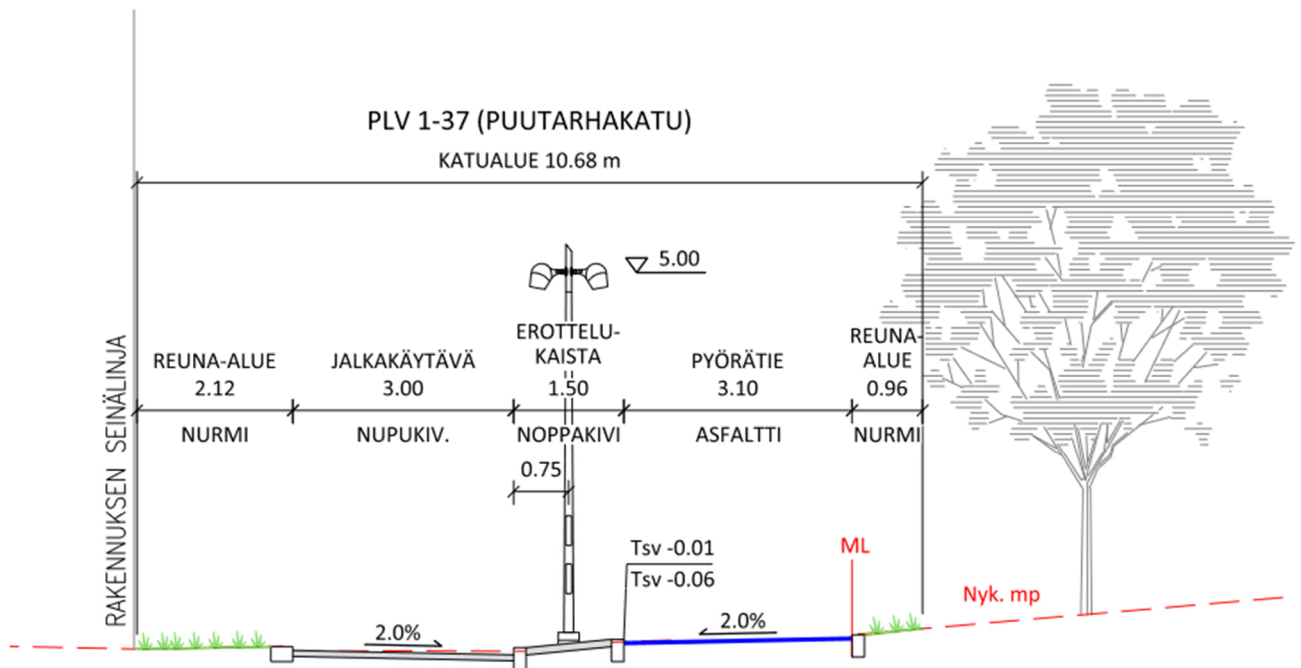 PLV 1-37 (PUUTARHAKATU)
KATUALUE 10.68 m
5.00
RAKENNUKSEN SEINÄLINJA
REUNA-ALUE
2.12
JALKAKÄYTÄVÄ
3.00
EROTTELU-
KAISTA
1.50
PYÖRÄTIE
3.10
REUNA-
ALUE
0.96
NURMI
NUPUKIV.
NOPPAKIVI
ASFALTTI
NURMI
0.75
Tsv -0.01
Tsv -0.06
ML
Nyk. mp
2.0%
2.0%